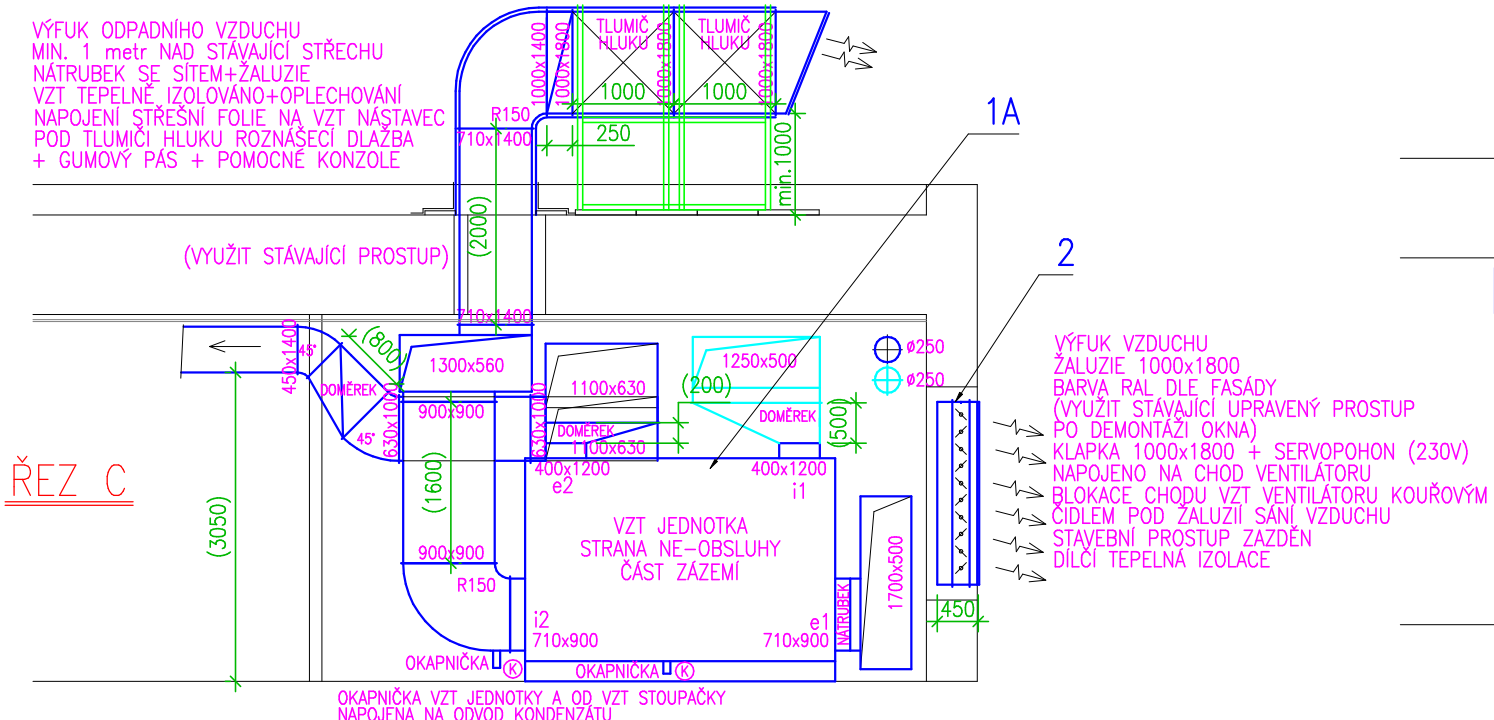 VÝFUK ODPADNÍHO VZDUCHU
MIN. 1 metr NAD STÁVAJÍCÍ STŘECHU
NÁTRUBEK SE SÍTEM+ŽALUZIE
VZT TEPELNĚ IZOLOVÁNO+OPLECHOVÁNÍ
NAPOJENÍ STŘEŠNÍ FOLIE NA VZT NÁSTAVEC
POD TLUMIČI HLUKU ROZNÁŠECÍ DLAŽBA
+ GUMOVÝ PÁS + POMOCNÉ KONZOLE
1000x1400
1000x1800
TLUMIČ
HLUKU
1000x1800
TLUMIČ
HLUKU
1000x1800
1000
1000
R150
710x1400
250
min.1000
1A
(2000)
(VYUŽIT STÁVAJÍCÍ PROSTUP)
2
710x1400
450x1400
45°
K
(800)
DOMĚREK
45°
1300x560
1100x630
1250x500
ø250
ø250
(200)
630x1000
900x900
630x1000
DOMĚREK
1100x630
DOMĚREK
(500)
400x1200
e2
400x1200
i1
VÝFUK VZDUCHU
ŽALUZIE 1000x1800
BARVA RAL DLE FASÁDY
(VYUŽIT STÁVAJÍCÍ UPRAVENÝ PROSTUP
PO DEMONTÁŽI OKNA)
KLAPKA 1000x1800 + SERVOPOHON (230V)
NAPOJENO NA CHOD VENTILÁTORU
BLOKACE CHODU VZT VENTILÁTORU KOUŘOVÝM
ČIDLEM POD ŽALUZIÍ SÁNÍ VZDUCHU
STAVEBNÍ PROSTUP ZAZDĚN
DÍLČÍ TEPELNÁ IZOLACE
ŘEZ C
(3050)
(1600)
VZT JEDNOTKA
STRANA NE-OBSLUHY
ČÁST ZÁZEMÍ
900x900
R150
1700x500
450
i2
710x900
e1
710x900
NÁTRUBEK
OKAPNIČKA
K
OKAPNIČKA
K
OKAPNIČKA VZT JEDNOTKY A OD VZT STOUPAČKY
NAPOJENA NA ODVOD KONDENZÁTU